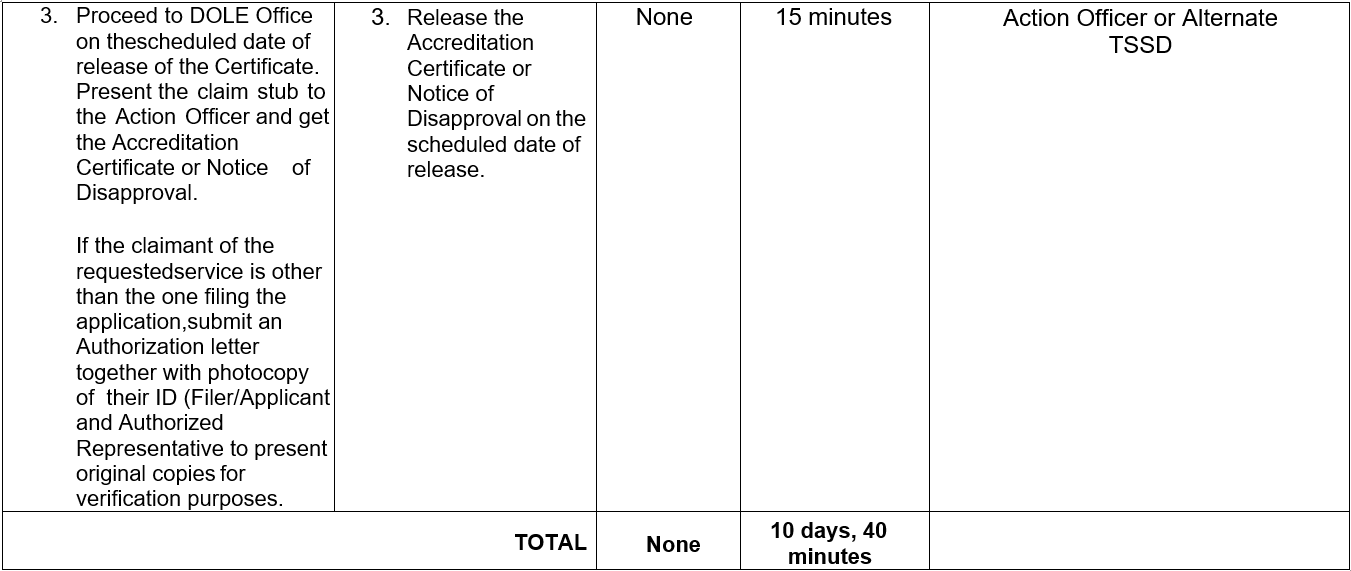 3. Proceed to DOLE Office
on thescheduled date of
release of the Certificate.
Present the claim stub to
the Action Officer and get
the Accreditation
Certificate or Notice of
Disapproval.
If the claimant of the
requestedservice is other
than the one filing the
application,submit an
Authorization letter
together with photocopy
of their ID (Filer/Applicant
and Authorized
Representative to present
original copies for
verification purposes.
3. Release the
Accreditation
Certificate or
Notice of
Disapproval on the
scheduled date of
release.
None
15 minutes
Action Officer or Alternate
TSSD
TOTAL
None
10 days, 40
minutes